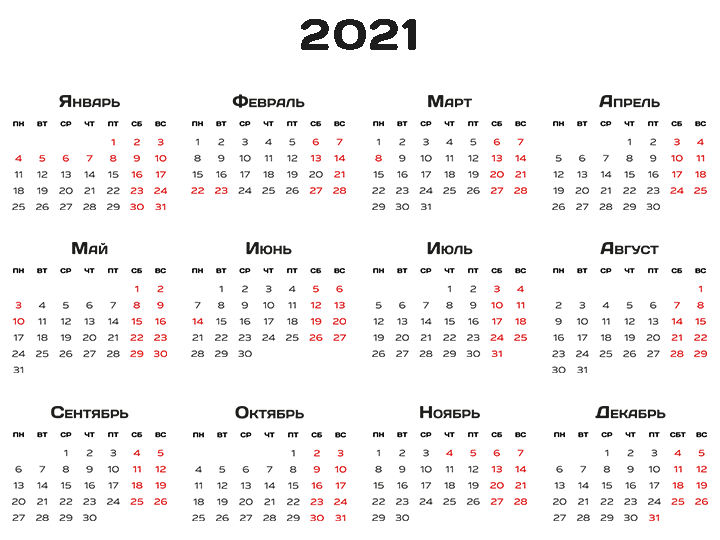 2021
Январь
ПН ВТ СР ЧТ ПТ СБ ВС
1 2 3
4 5 6 7 8 9 10
11 12 13 14 15 16 17
18 19 20 21 22 23 24
25 26 27 28 29 30 31
Февраль
ПН ВТ СР ЧТ ПТ СБ ВС
1 2 3 4 5 6 7
8 9 10 11 12 13 14
15 16 17 18 19 20 21
22 23 24 25 26 27 28
Март
ПН ВТ СР ЧТ ПТ СБ ВС
1 2 3 4 5 6 7
8 9 10 11 12 13 14
15 16 17 18 19 20 21
22 23 24 25 26 27 28
29 30 31
Апрель
ПН ВТ СР ЧТ ПТ СБ ВС
1 2 3 4
5 6 7 8 9 10 11
12 13 14 15 16 17 18
19 20 21 22 23 24 25
26 27 28 29 30
Май
ПН ВТ СР ЧТ ПТ СБ ВС
1 2
3 4 5 6 7 8 9
10 11 12 13 14 15 16
17 18 19 20 21 22 23
24 25 26 27 28 29 30
31
Июнь
ПН ВТ СР ЧТ ПТ СБ ВС
1 2 3 4 5 6
7 8 9 10 11 12 13
14 15 16 17 18 19 20
21 22 23 24 25 26 27
28 29 30
Июль
ПН ВТ СР ЧТ ПТ СБ ВС
1 2 3 4
5 6 7 8 9 10 11
12 13 14 15 16 17 18
19 20 21 22 23 24 25
26 27 28 29 30 31
Август
ПН ВТ СР ЧТ ПТ СБ ВС
1
2 3 4 5 6 7 8
9 10 11 12 13 14 15
16 17 18 19 20 21 22
23 24 25 26 27 28 29
30 31
Сентябрь
ПН ВТ СР ЧТ ПТ СБ ВС
1 2 3 4 5
6 7 8 9 10 11 12
13 14 15 16 17 18 19
20 21 22 23 24 25 26
27 28 29 30
Октябрь
ПН ВТ СР ЧТ ПТ СБ ВС
1 2 3
4 5 6 7 8 9 10
11 12 13 14 15 16 17
18 19 20 21 22 23 24
25 26 27 28 29 30 31
Ноябрь
ПН ВТ СР ЧТ ПТ СБ ВС
1 2 3 4 5 6 7
8 9 10 11 12 13 14
15 16 17 18 19 20 21
22 23 24 25 26 27 28
29 30
Декабрь
ПН ВТ СР ЧТ ПТ СБТ ВС
1 2 3 4 5
6 7 8 9 10 11 12
13 14 15 16 17 18 19
20 21 22 23 24 25 26
27 28 29 30 31